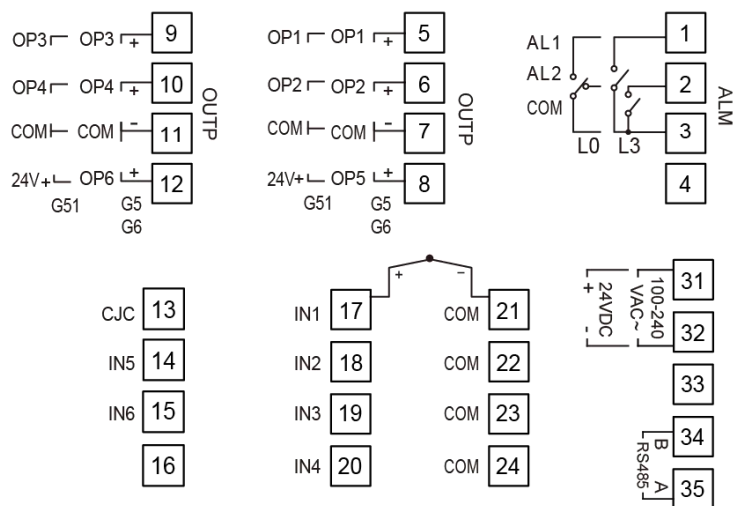 OP3 OP3 + 9
OP4 OP4 + 10
COM COM - 11
24V+ OP6 + 12
G51 G5
G6
OUTP
OP1 OP1 + 5
OP2 OP2 + 6
COM COM - 7
24V+ OP5 + 8
G51 G5
G6
OUTP
AL1 1
AL2 2
COM 3
L0 L3
4
ALM
CJC 13
IN5 14
IN6 15
16
+ -
IN1 17 COM 21
IN2 18 COM 22
IN3 19 COM 23
IN4 20 COM 24
100-240
VAC~
24VDC
+ -
31
32
33
34
35
B A
RS485